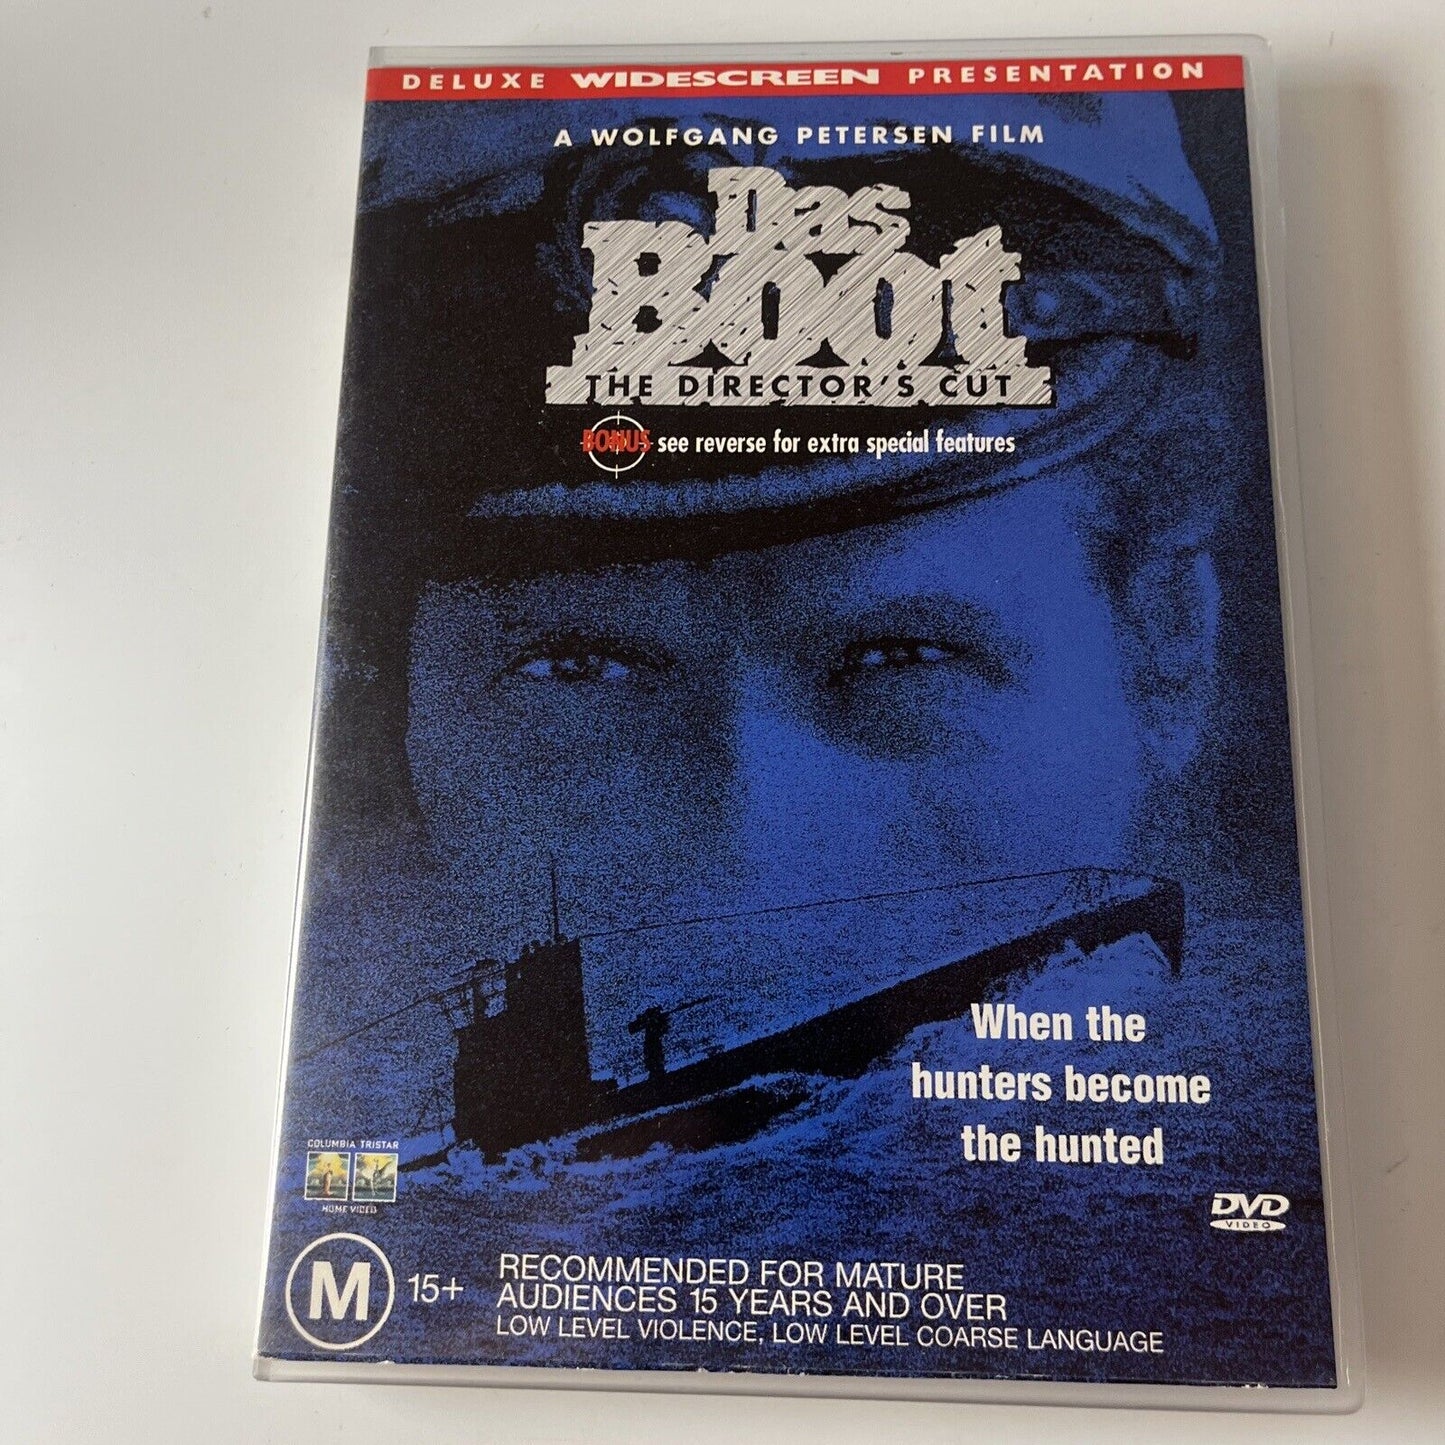 DELUXE WIDESCREEN PRESENTATION
A WOLFGANG PETERSEN FILM
Das
Boot
THE DIRECTOR'S CUT
BONUS see reverse for extra special features
When the
hunters become
the hunted
COLUMBIA TRISTAR
HOME VIDEO
DVD
VIDEO
M 15+
RECOMMENDED FOR MATURE
AUDIENCES 15 YEARS AND OVER
LOW LEVEL VIOLENCE, LOW LEVEL COARSE LANGUAGE